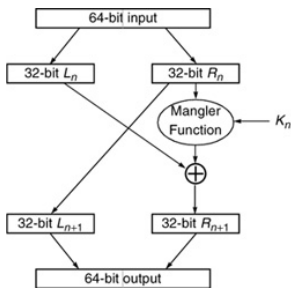 64-bit input
32-bit Lₙ 32-bit Rₙ
Mangler
Function
Kₙ
32-bit Lₙ₊₁ 32-bit Rₙ₊₁
64-bit output